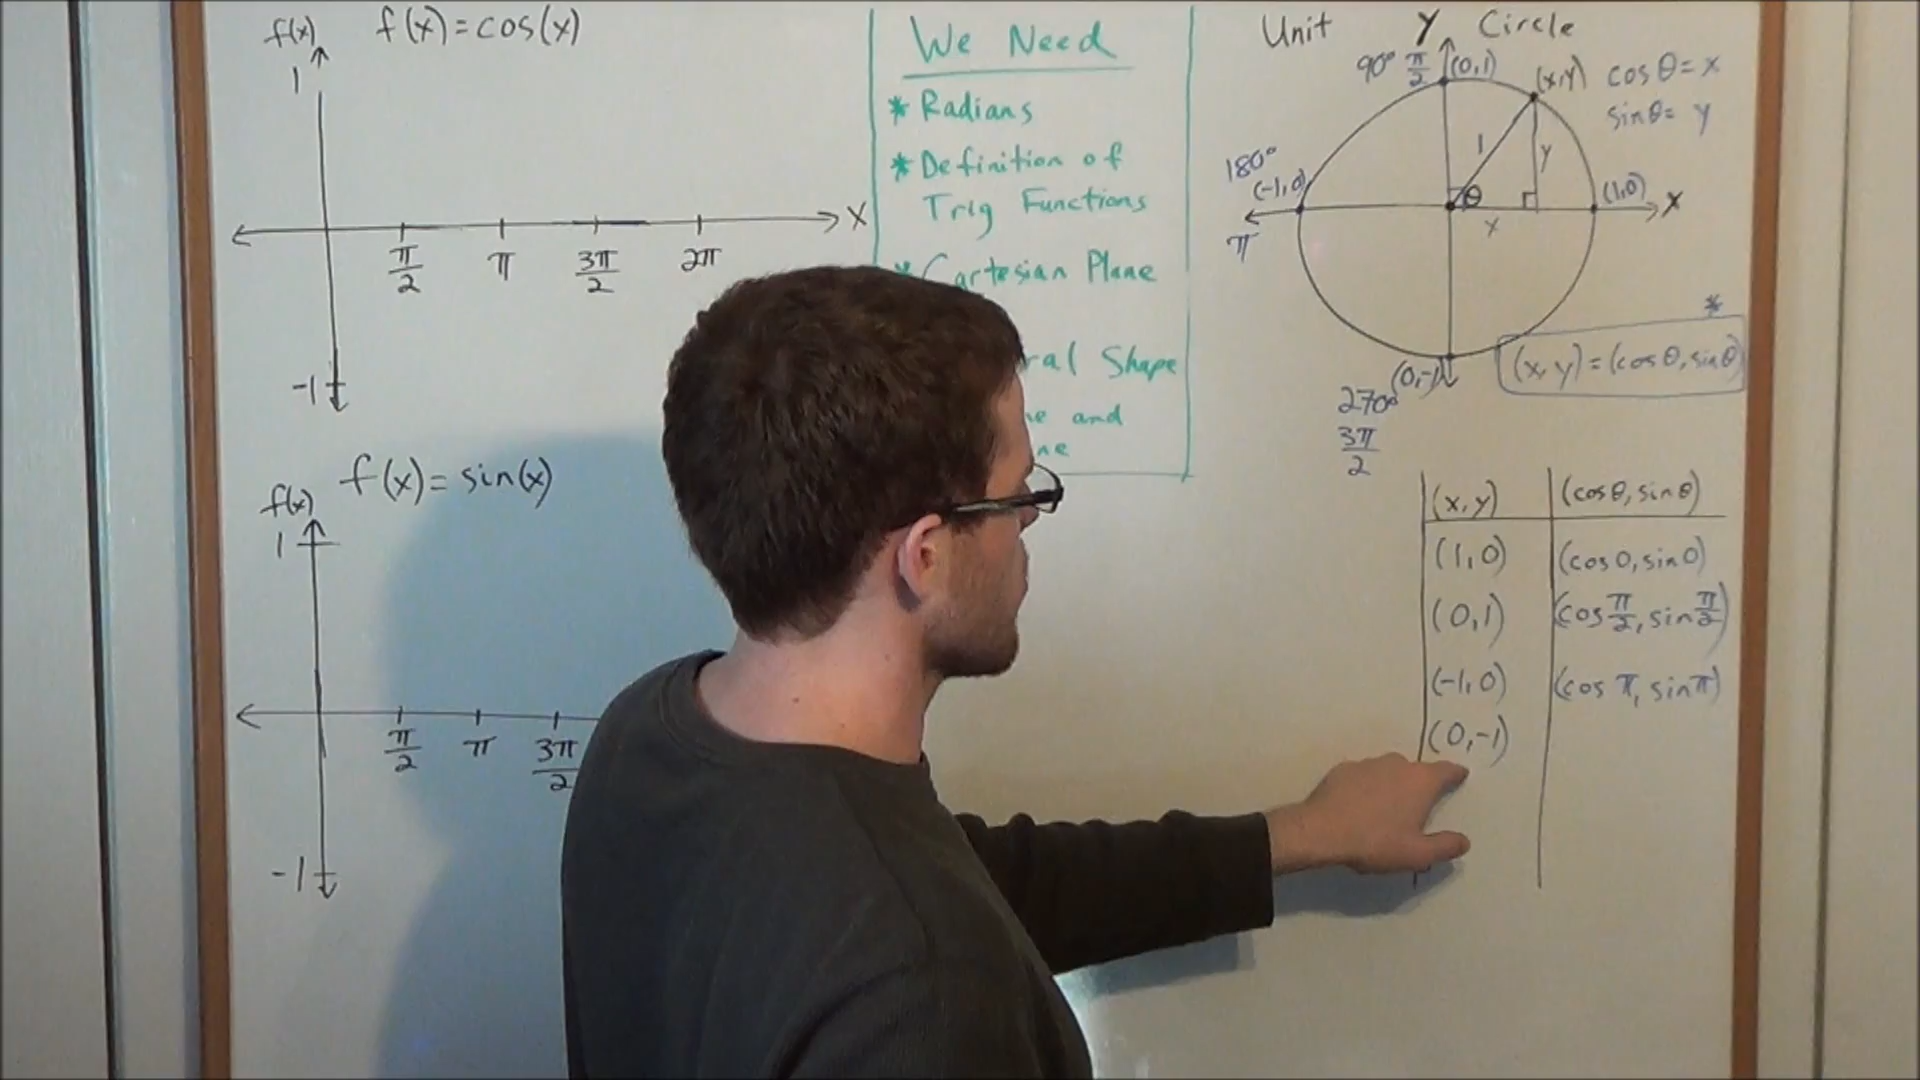 f(x) f(x)=cos(x)
1
x
π/2 π 3π/2 2π
-1
f(x) f(x)=sin(x)
1
π/2 π 3π/2
-1
We Need
* Radians
* Definition of
Trig Functions
* Cartesian Plane
Shape
and
Unit Y Circle
90° π/2 (0,1) (x,y) cos θ = x
sin θ = y
1 y
180°
(-1,0) θ (1,0) x
π x
*
(x,y)=(cos θ, sin θ)
(0,-1)
270°
3π/2
(x,y) (cos θ, sin θ)
(1,0) (cos 0, sin 0)
(0,1) (cos π/2, sin π/2)
(-1,0) (cos π, sin π)
(0,-1)